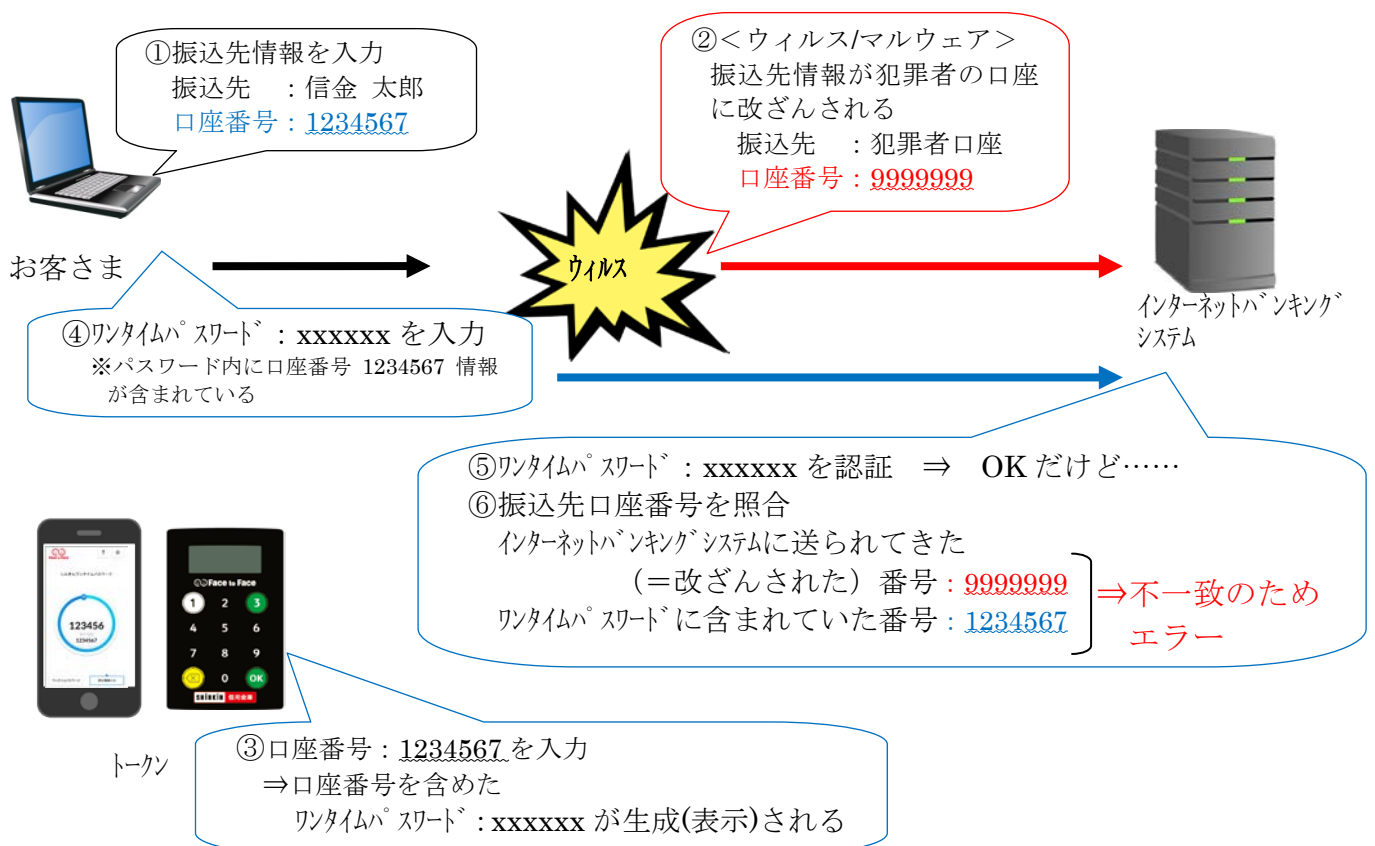 ①振込先情報を入力
振込先　：信金 太郎
口座番号：1234567
②＜ウィルス/マルウェア＞
振込先情報が犯罪者の口座
に改ざんされる
振込先　：犯罪者口座
口座番号：9999999
お客さま
ウィルス
インターネットバンキング
システム
④ワンタイムパスワード：xxxxxx を入力
※パスワード内に口座番号 1234567 情報
が含まれている
⑤ワンタイムパスワード：xxxxxx を認証　⇒　OK だけど……
⑥振込先口座番号を照合
インターネットバンキングシステムに送られてきた
（＝改ざんされた）番号：9999999
ワンタイムパスワードに含まれていた番号：1234567
⇒不一致のため
エラー
123456
1234567
Face to Face
1 2 3
4 5 6
7 8 9
0 OK
Shinkin 信用金庫
トークン
③口座番号：1234567 を入力
⇒口座番号を含めた
ワンタイムパスワード：xxxxxx が生成(表示)される